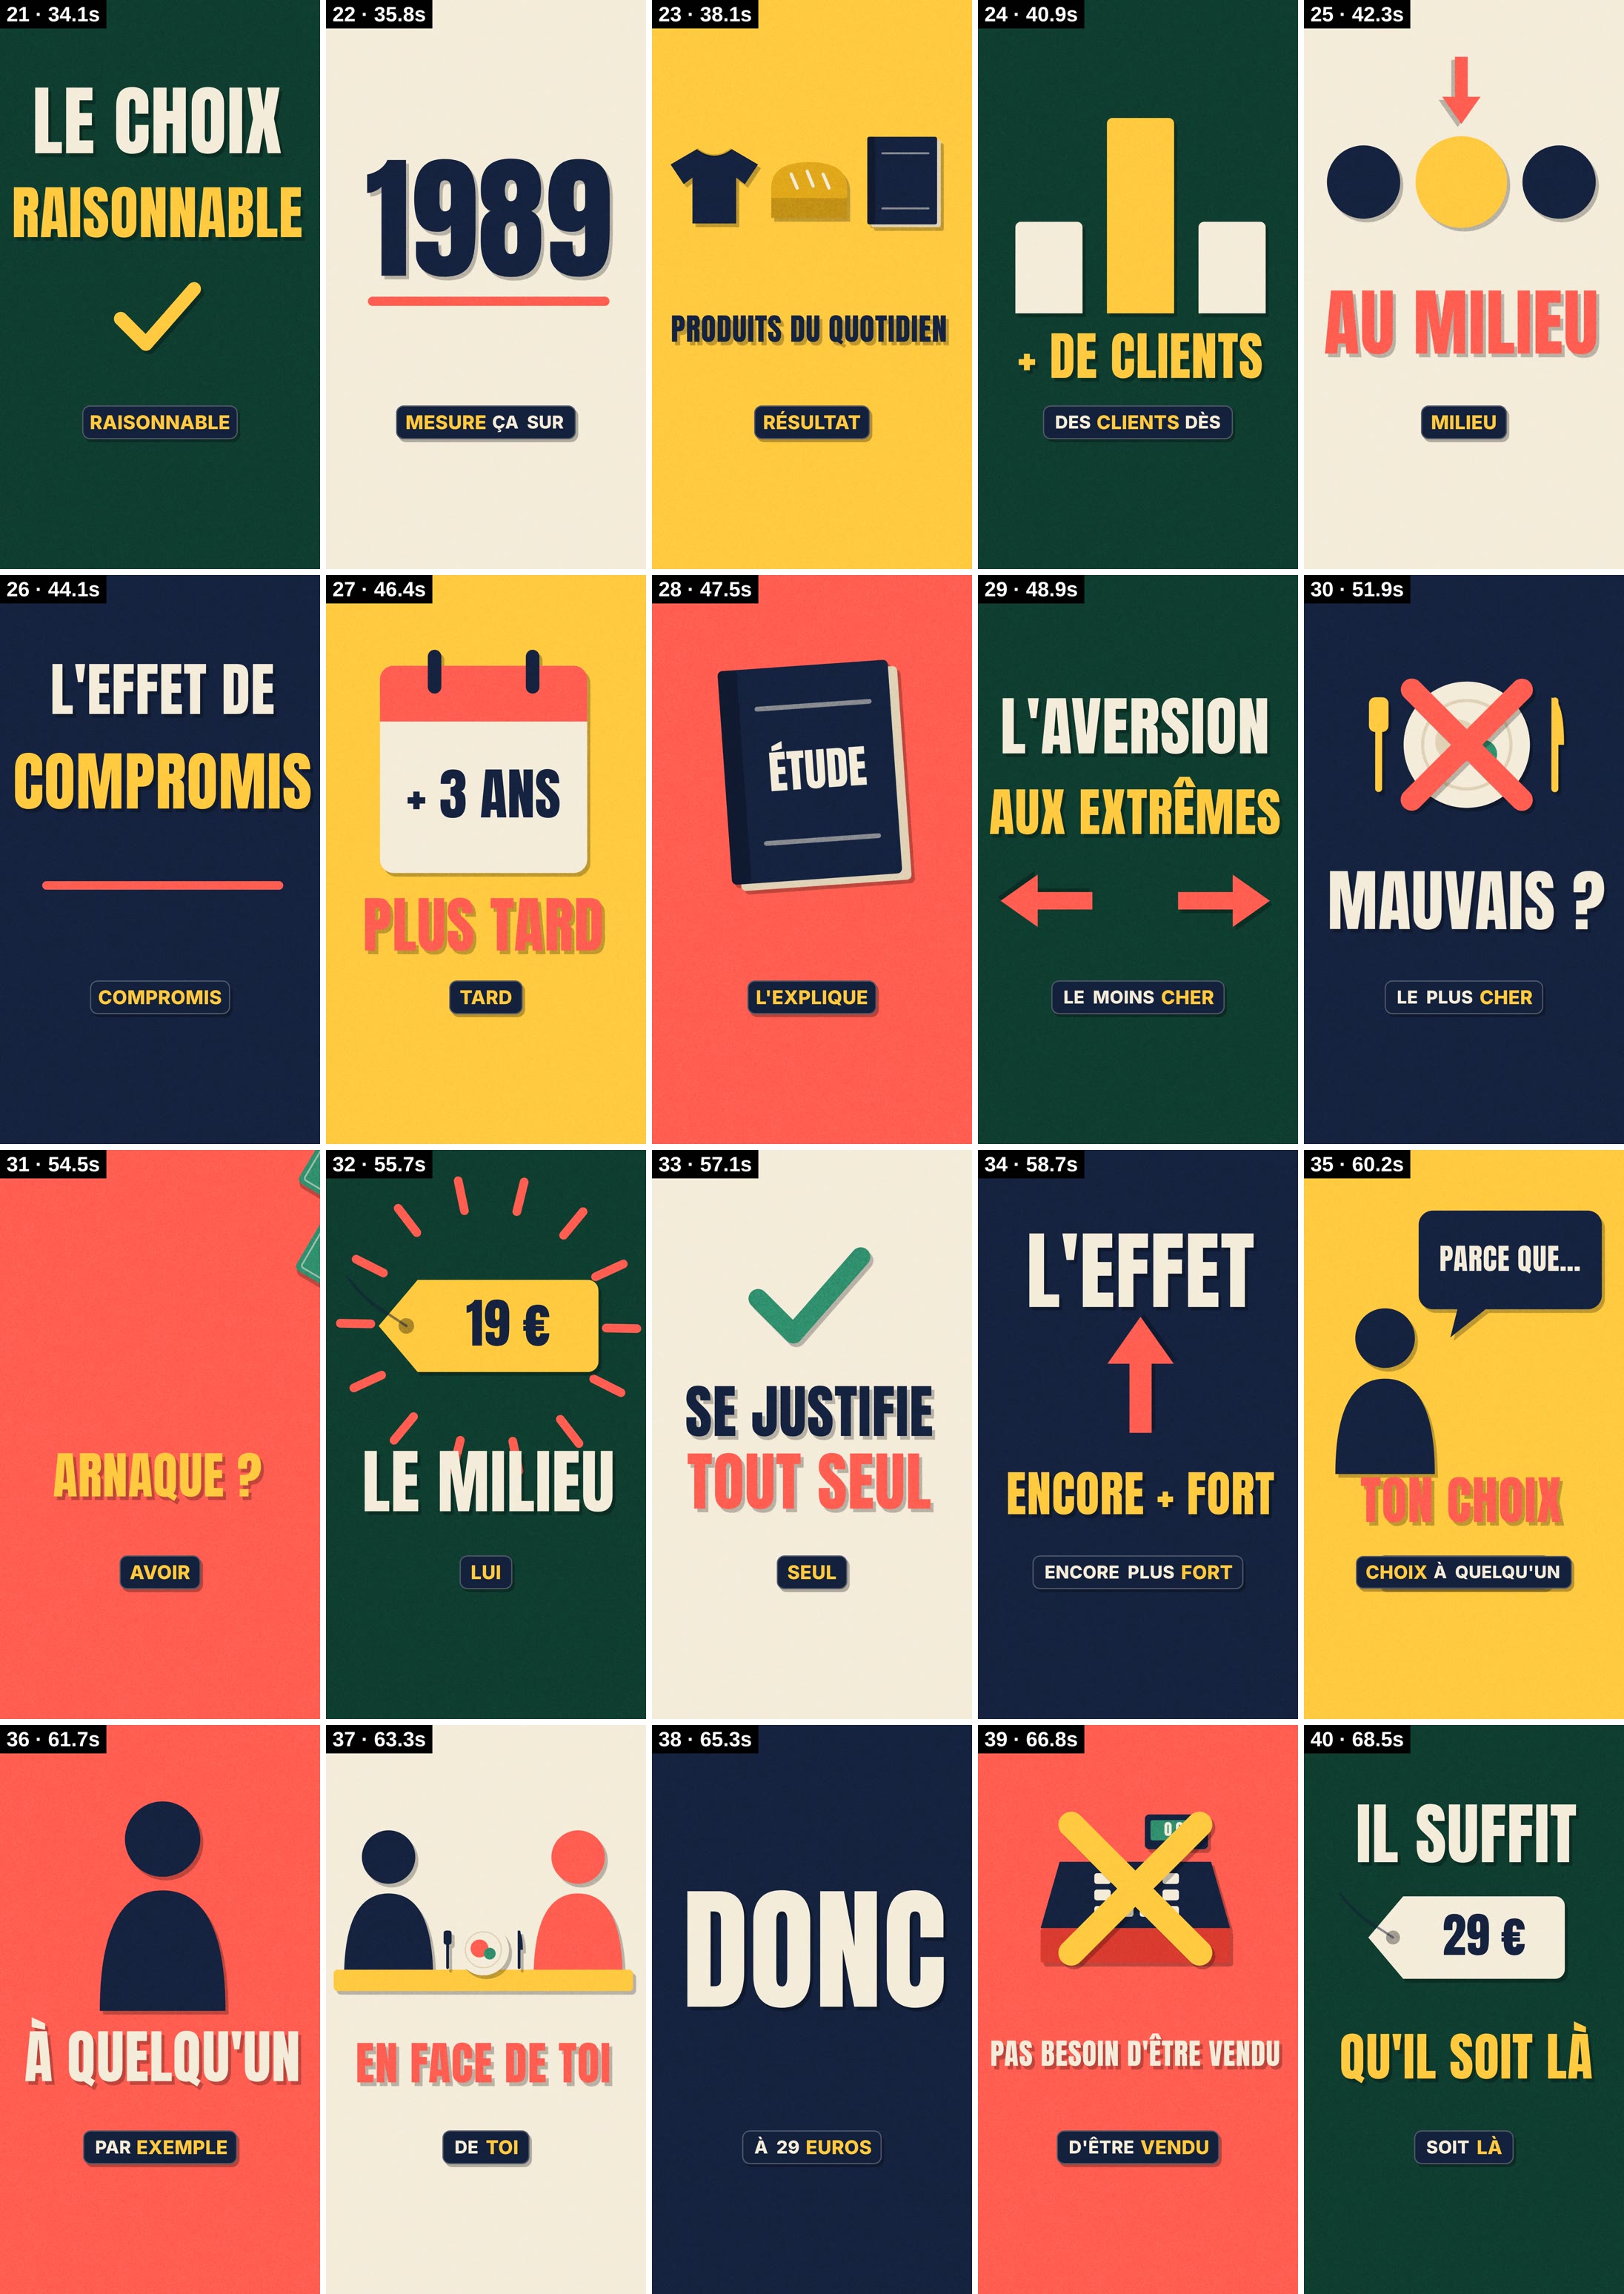 21 · 34.1s
LE CHOIX
RAISONNABLE
RAISONNABLE
22 · 35.8s
1989
MESURE ÇA SUR
23 · 38.1s
PRODUITS DU QUOTIDIEN
RÉSULTAT
24 · 40.9s
+ DE CLIENTS
DES CLIENTS DÈS
25 · 42.3s
AU MILIEU
MILIEU
26 · 44.1s
L'EFFET DE
COMPROMIS
COMPROMIS
27 · 46.4s
+ 3 ANS
PLUS TARD
TARD
28 · 47.5s
ÉTUDE
L'EXPLIQUE
29 · 48.9s
L'AVERSION
AUX EXTRÊMES
LE MOINS CHER
30 · 51.9s
MAUVAIS ?
LE PLUS CHER
31 · 54.5s
ARNAQUE ?
AVOIR
32 · 55.7s
19 €
LE MILIEU
LUI
33 · 57.1s
SE JUSTIFIE
TOUT SEUL
SEUL
34 · 58.7s
L'EFFET
ENCORE + FORT
ENCORE PLUS FORT
35 · 60.2s
PARCE QUE...
TON CHOIX
CHOIX À QUELQU'UN
36 · 61.7s
À QUELQU'UN
PAR EXEMPLE
37 · 63.3s
EN FACE DE TOI
DE TOI
38 · 65.3s
DONC
À 29 EUROS
39 · 66.8s
PAS BESOIN D'ÊTRE VENDU
D'ÊTRE VENDU
40 · 68.5s
IL SUFFIT
29 €
QU'IL SOIT LÀ
SOIT LÀ